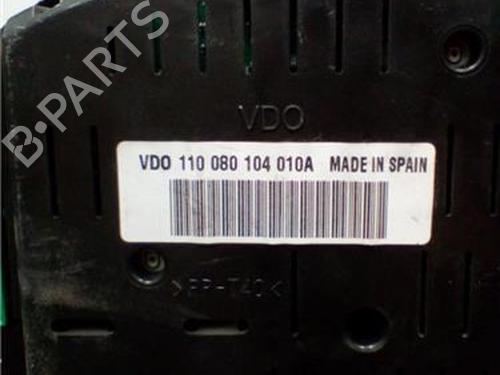 B-PARTS
VDO
VDO 110 080 104 010A MADE IN SPAIN
>PP-T40<